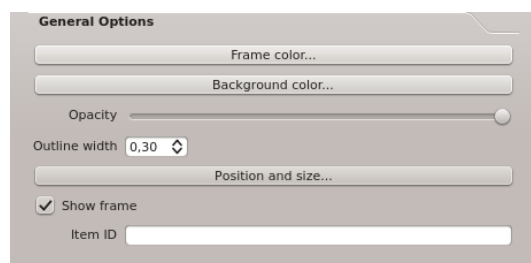 General Options
Frame color...
Background color...
Opacity
Outline width 0,30
Position and size...
Show frame
Item ID